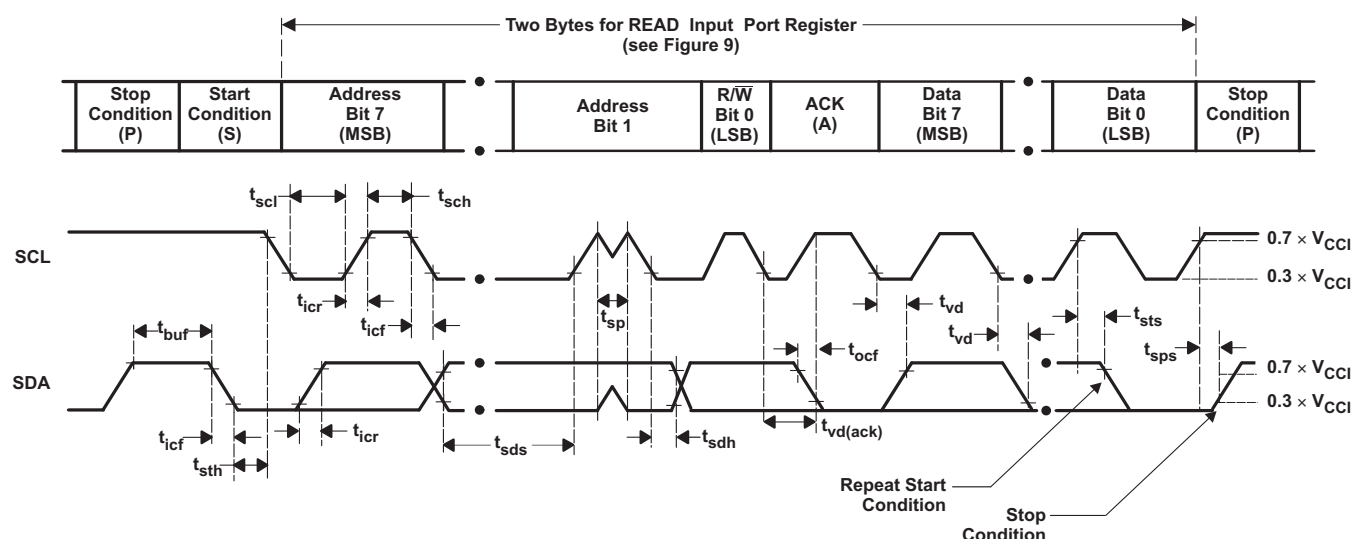 Two Bytes for READ Input Port Register
(see Figure 9)
Stop
Condition
(P)
Start
Condition
(S)
Address
Bit 7
(MSB)
Address
Bit 1
R/W̅
Bit 0
(LSB)
ACK
(A)
Data
Bit 7
(MSB)
Data
Bit 0
(LSB)
Stop
Condition
(P)
tscl
tsch
SCL
0.7 × VCCI
0.3 × VCCI
ticr
ticf
tbuf
tsp
tvd
tvd
tsts
tocf
tsps
SDA
0.7 × VCCI
0.3 × VCCI
ticf
ticr
tsth
tsds
tsdh
tvd(ack)
Repeat Start
Condition
Stop
Condition